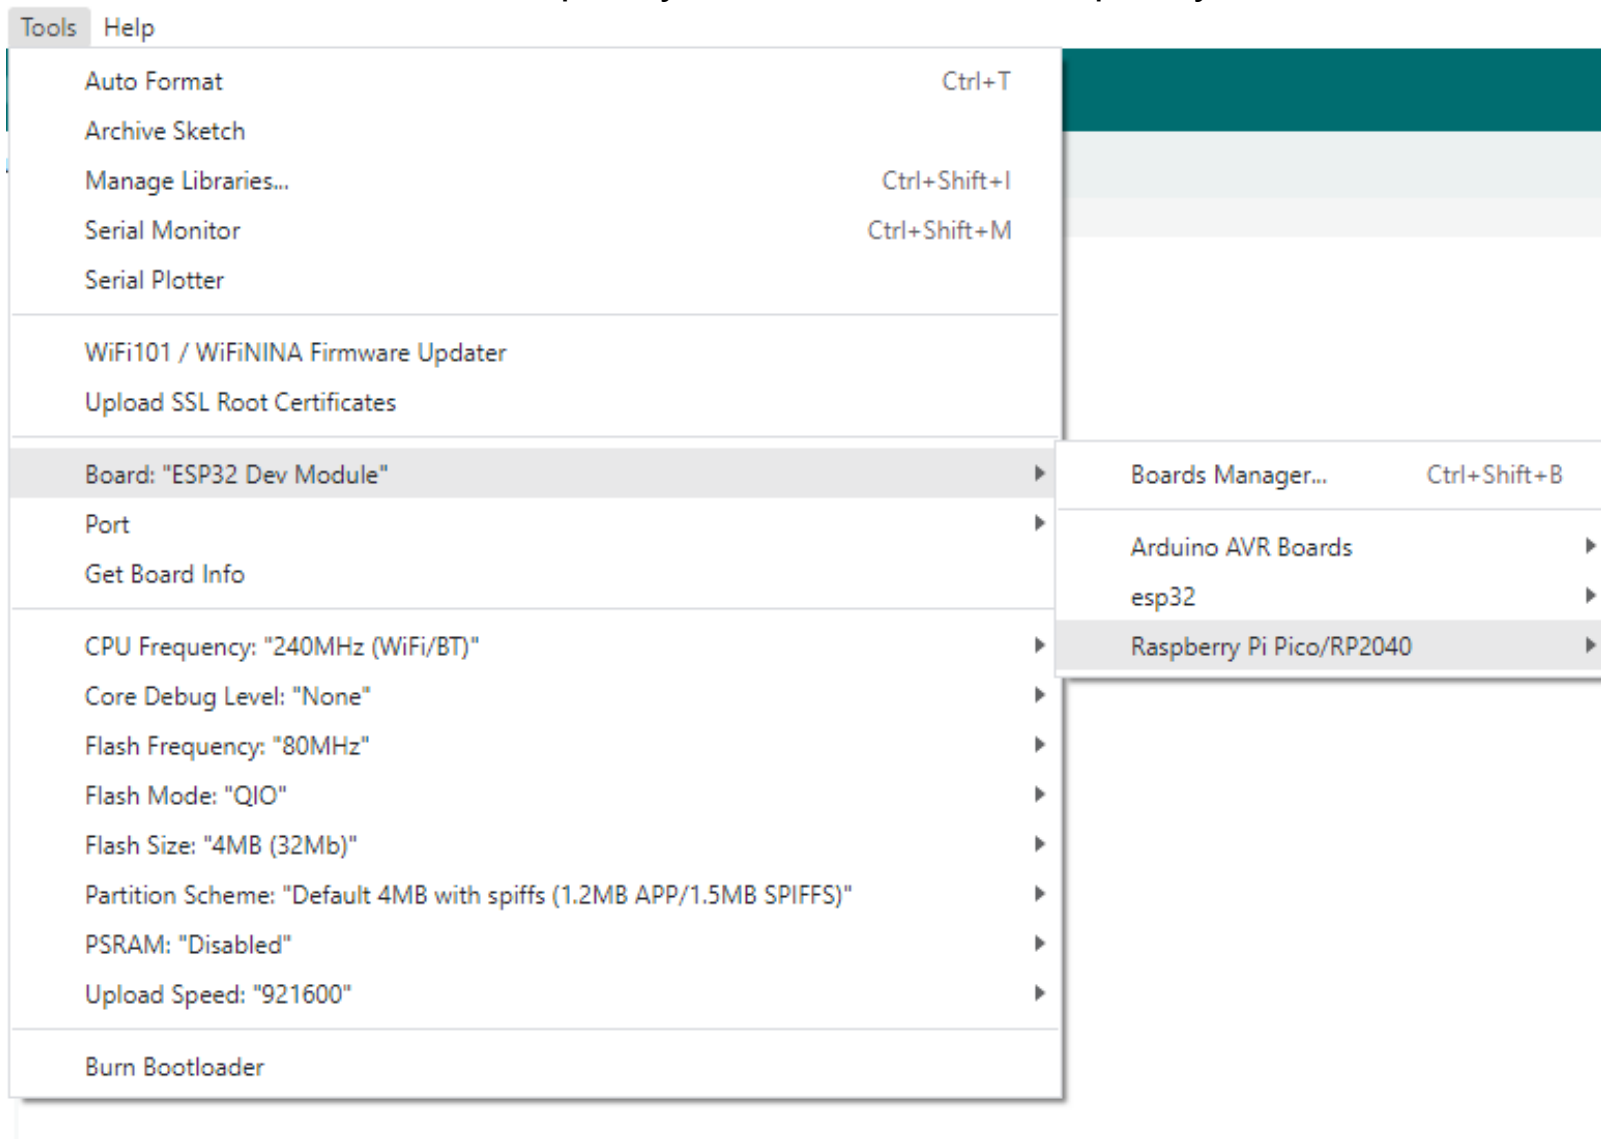 Tools Help
Auto Format Ctrl+T
Archive Sketch
Manage Libraries... Ctrl+Shift+I
Serial Monitor Ctrl+Shift+M
Serial Plotter
WiFi101 / WiFiNINA Firmware Updater
Upload SSL Root Certificates
Board: "ESP32 Dev Module"
Port
Get Board Info
CPU Frequency: "240MHz (WiFi/BT)"
Core Debug Level: "None"
Flash Frequency: "80MHz"
Flash Mode: "QIO"
Flash Size: "4MB (32Mb)"
Partition Scheme: "Default 4MB with spiffs (1.2MB APP/1.5MB SPIFFS)"
PSRAM: "Disabled"
Upload Speed: "921600"
Burn Bootloader
Boards Manager... Ctrl+Shift+B
Arduino AVR Boards
esp32
Raspberry Pi Pico/RP2040